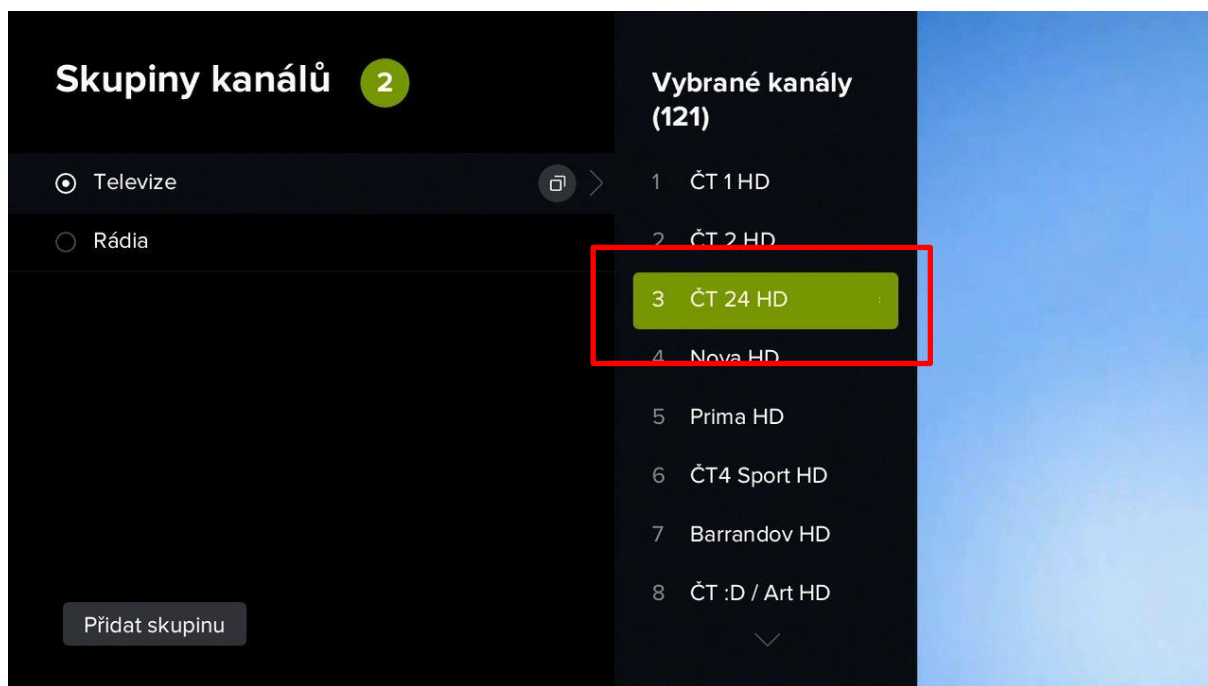 Skupiny kanálů 2
Televize
Rádia
Přidat skupinu
Vybrané kanály
(121)
1 ČT 1 HD
2 ČT 2 HD
3 ČT 24 HD
4 Nova HD
5 Prima HD
6 ČT4 Sport HD
7 Barrandov HD
8 ČT :D / Art HD